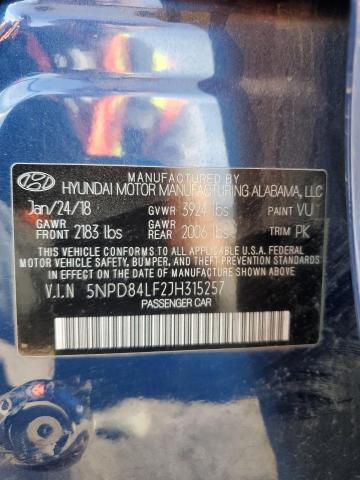 MANUFACTURED BY
HYUNDAI MOTOR MANUFACTURING ALABAMA, LLC
Jan/24/18 GVWR 3924 lbs PAINT VU
GAWR FRONT 2183 lbs GAWR REAR 2006 lbs TRIM PK
THIS VEHICLE CONFORMS TO ALL APPLICABLE U.S.A. FEDERAL
MOTOR VEHICLE SAFETY, BUMPER, AND THEFT PREVENTION
STANDARDS IN EFFECT ON THE DATE OF MANUFACTURE SHOWN ABOVE.
V.I.N 5NPD84LF2JH315257
PASSENGER CAR